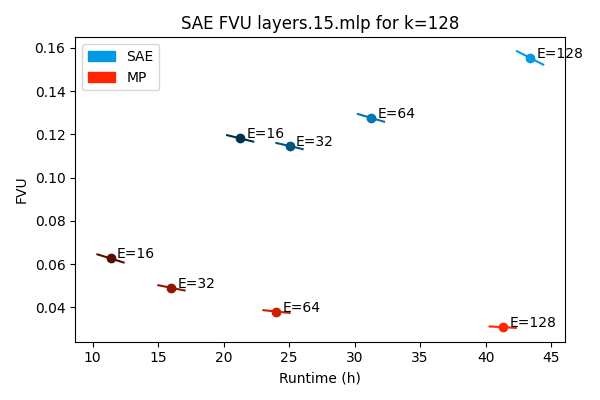 SAE FVU layers.15.mlp for k=128
SAE
MP
E=128
E=64
E=16
E=32
E=16
E=32
E=64
E=128
0.16
0.14
0.12
0.10
0.08
0.06
0.04
FVU
10 15 20 25 30 35 40 45
Runtime (h)